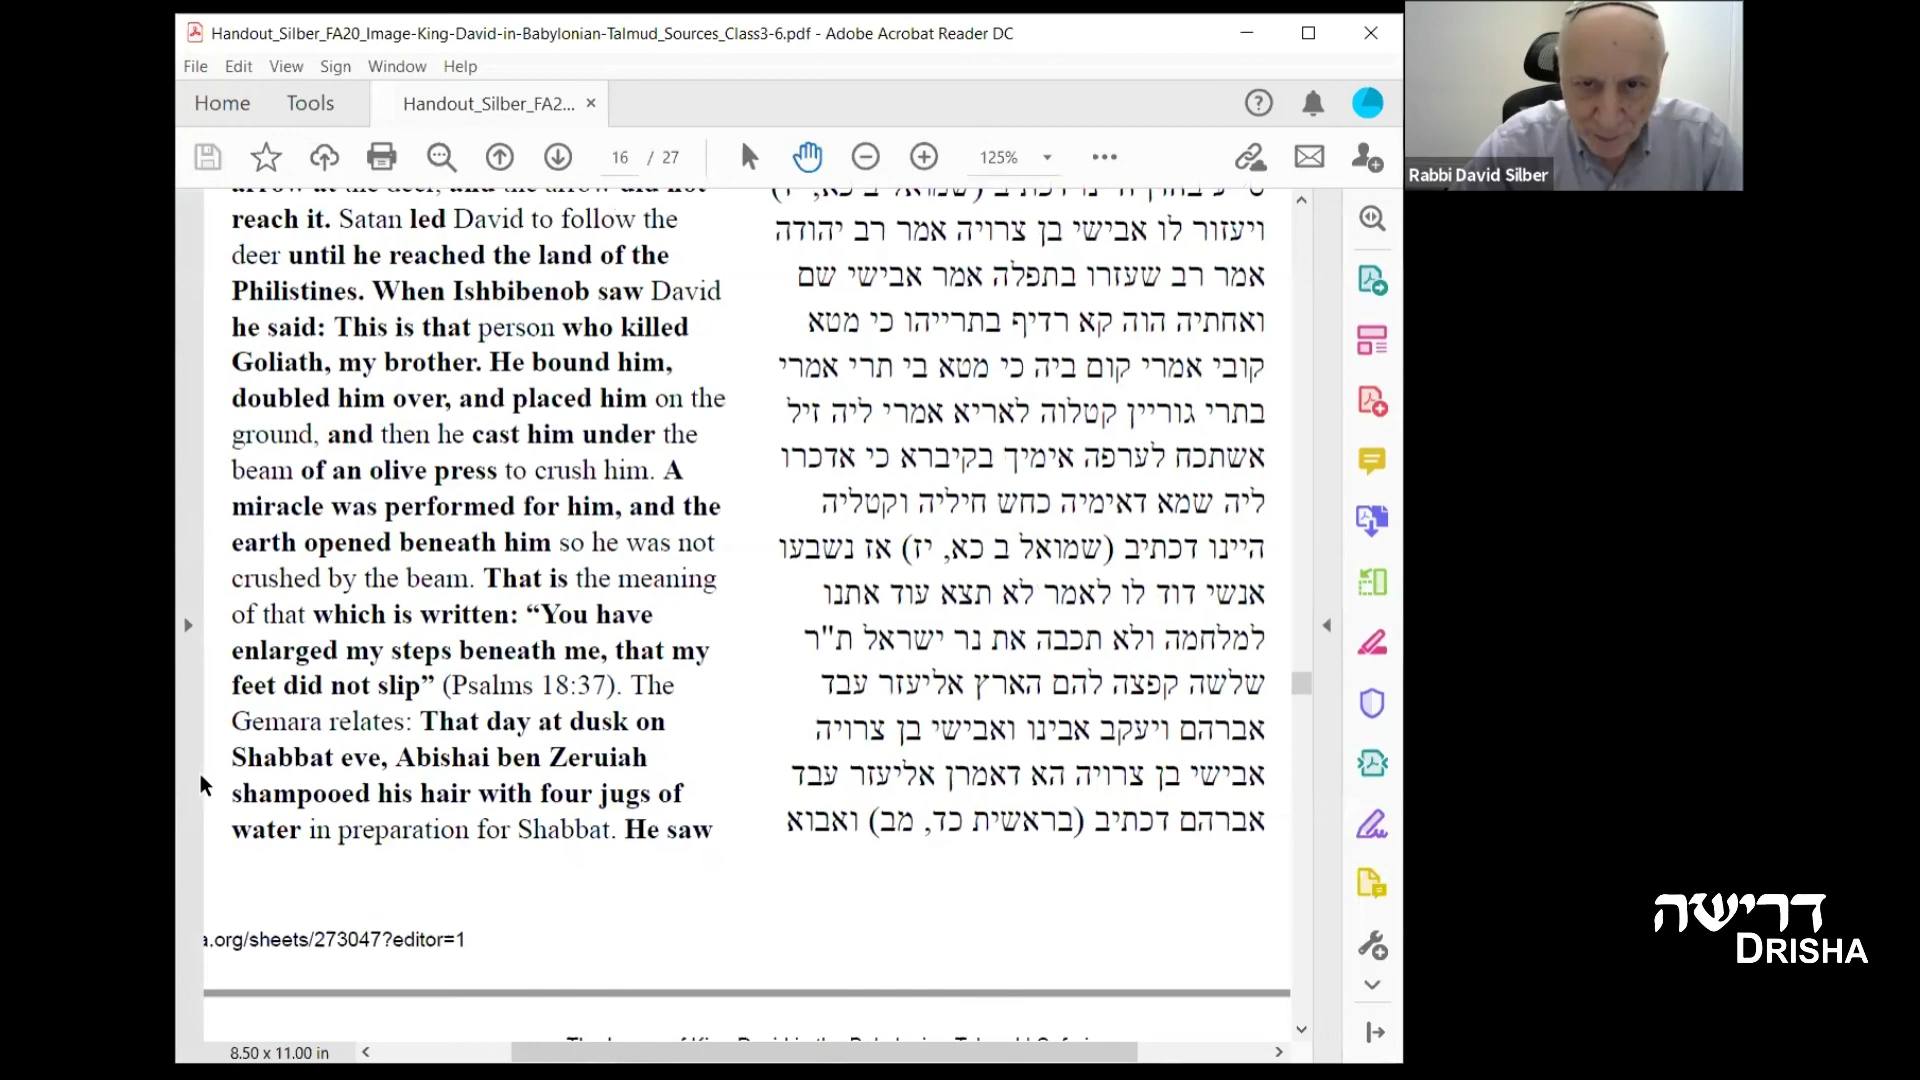 Handout_Silber_FA20_Image-King-David-in-Babylonian-Talmud_Sources_Class3-6.pdf - Adobe Acrobat Reader DC
File Edit View Sign Window Help
Home Tools Handout_Silber_FA2... ×
16 / 27 125%
Rabbi David Silber
arrow at the deer, and the arrow did not
reach it. Satan led David to follow the
deer until he reached the land of the
Philistines. When Ishbibenob saw David
he said: This is that person who killed
Goliath, my brother. He bound him,
doubled him over, and placed him on the
ground, and then he cast him under the
beam of an olive press to crush him. A
miracle was performed for him, and the
earth opened beneath him so he was not
crushed by the beam. That is the meaning
of that which is written: “You have
enlarged my steps beneath me, that my
feet did not slip” (Psalms 18:37). The
Gemara relates: That day at dusk on
Shabbat eve, Abishai ben Zeruiah
shampooed his hair with four jugs of
water in preparation for Shabbat. He saw
ויעזור לו אבישי בן צרויה אמר רב יהודה
אמר רב שעזרו בתפלה אמר אבישי שם
ואחתיה הוה קא רדיף בתרייהו כי מטא
קובי אמרי קום ביה כי מטא בי תרי אמרי
בתרי גוריין קטלוה לאריא אמרי ליה זיל
אשתכח לערפה אימיך בקיברא כי אדכרו
ליה שמא דאימיה כחש חיליה וקטליה
היינו דכתיב (שמואל ב כא, יז) אז נשבעו
אנשי דוד לו לאמר לא תצא עוד אתנו
למלחמה ולא תכבה את נר ישראל ת"ר
שלשה קפצה להם הארץ אליעזר עבד
אברהם ויעקב אבינו ואבישי בן צרויה
אבישי בן צרויה הא דאמרן אליעזר עבד
אברהם דכתיב (בראשית כד, מב) ואבוא
a.org/sheets/273047?editor=1
8.50 x 11.00 in
דרישה
DRISHA